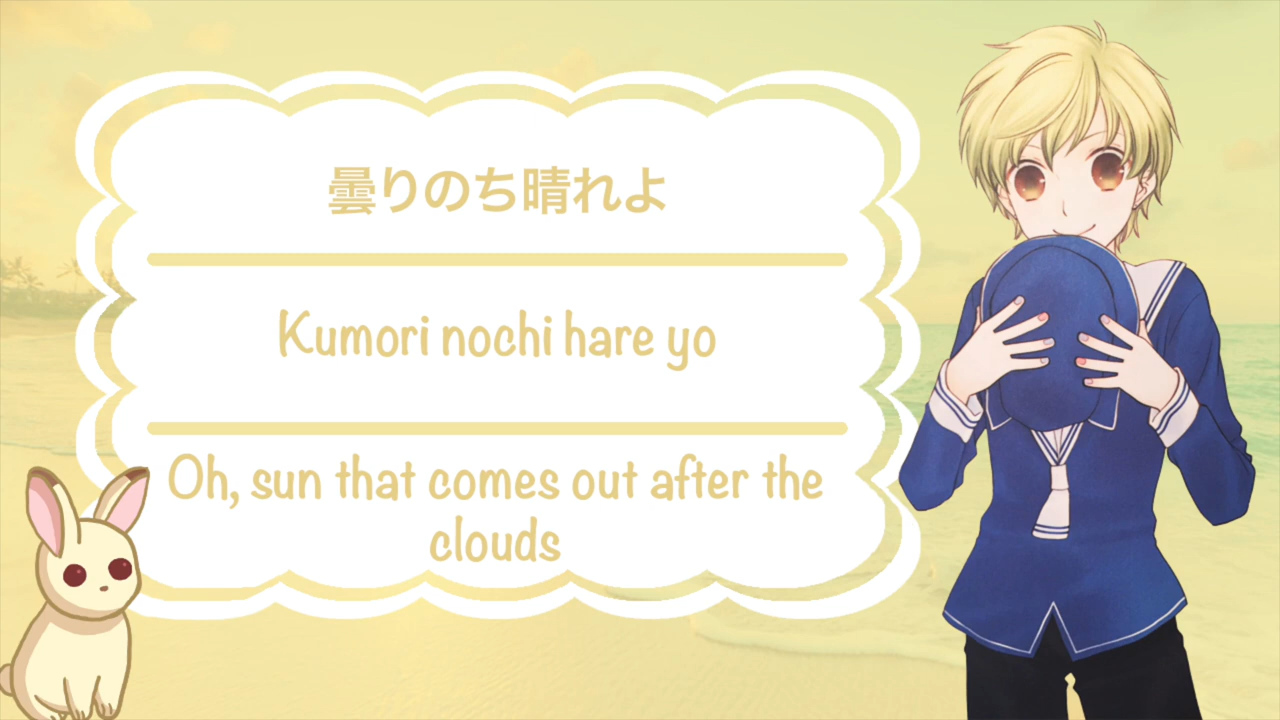 曇りのち晴れよ
Kumori nochi hare yo
Oh, sun that comes out after the
clouds